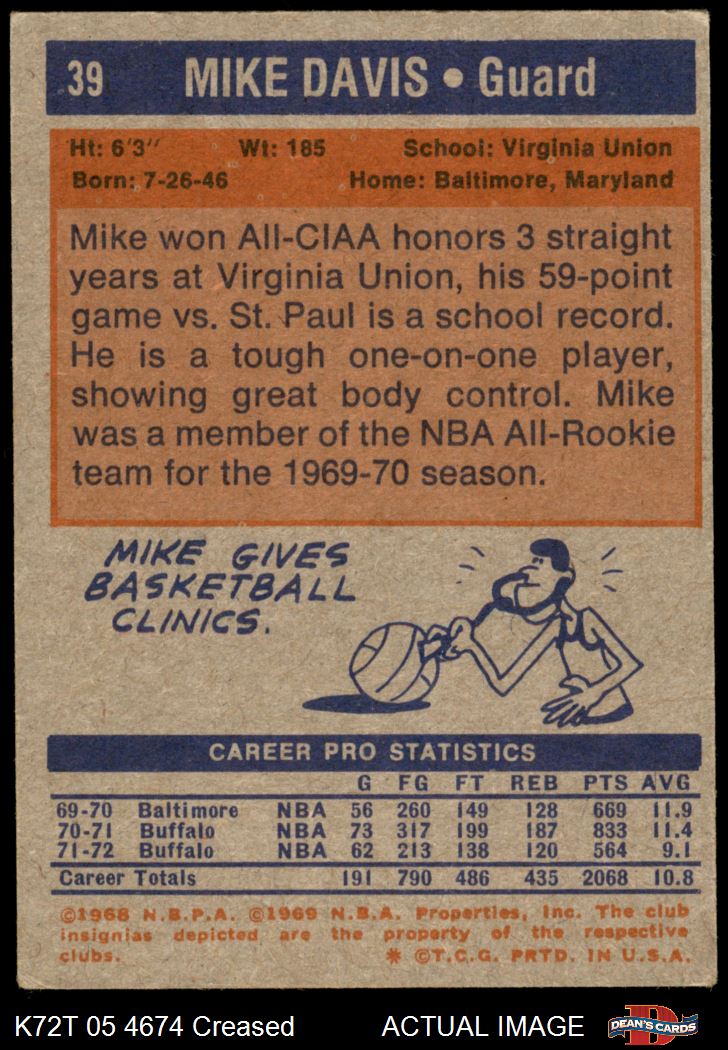 39 MIKE DAVIS • Guard
Ht: 6'3" Wt: 185 School: Virginia Union
Born: 7-26-46 Home: Baltimore, Maryland
Mike won All-CIAA honors 3 straight
years at Virginia Union, his 59-point
game vs. St. Paul is a school record.
He is a tough one-on-one player,
showing great body control. Mike
was a member of the NBA All-Rookie
team for the 1969-70 season.
MIKE GIVES
BASKETBALL
CLINICS.
CAREER PRO STATISTICS
G FG FT REB PTS AVG
69-70 Baltimore NBA 56 260 149 128 669 11.9
70-71 Buffalo NBA 73 317 199 187 833 11.4
71-72 Buffalo NBA 62 213 138 120 564 9.1
Career Totals 191 790 486 435 2068 10.8
©1968 N.B.P.A. ©1969 N.B.A. Properties, Inc. The club
insignias depicted are the property of the respective
clubs. * ©T.C.G. PRTD. IN U.S.A.
K72T 05 4674 Creased ACTUAL IMAGE DEAN'S CARDS